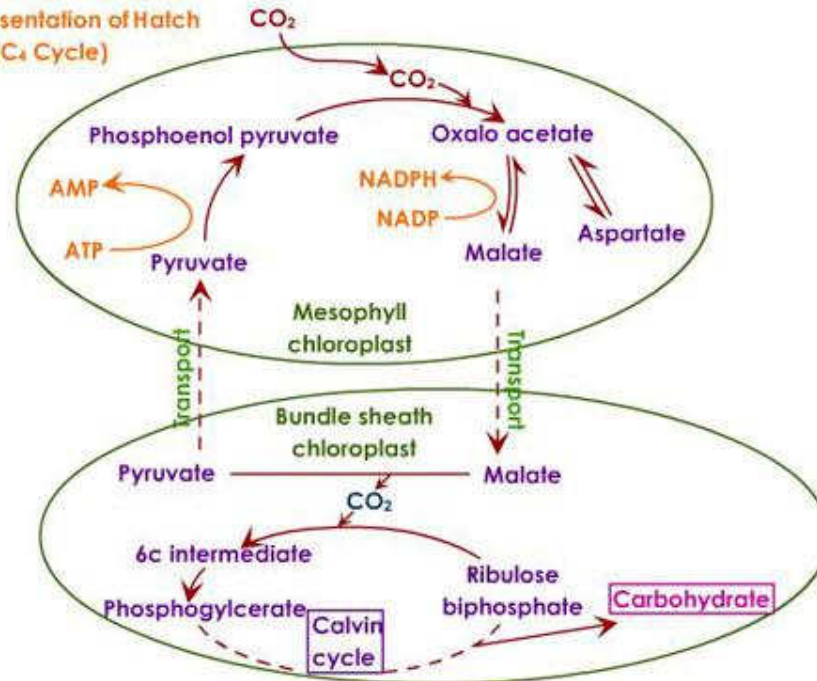 sentation of Hatch
C₄ Cycle)
CO₂
CO₂
Phosphoenol pyruvate
Oxalo acetate
AMP
NADPH
NADP
ATP
Pyruvate
Malate
Aspartate
Mesophyll
chloroplast
Transport
Transport
Bundle sheath
chloroplast
Pyruvate
Malate
CO₂
6c intermediate
Ribulose
biphosphate
Phosphogylcerate
Carbohydrate
Calvin
cycle